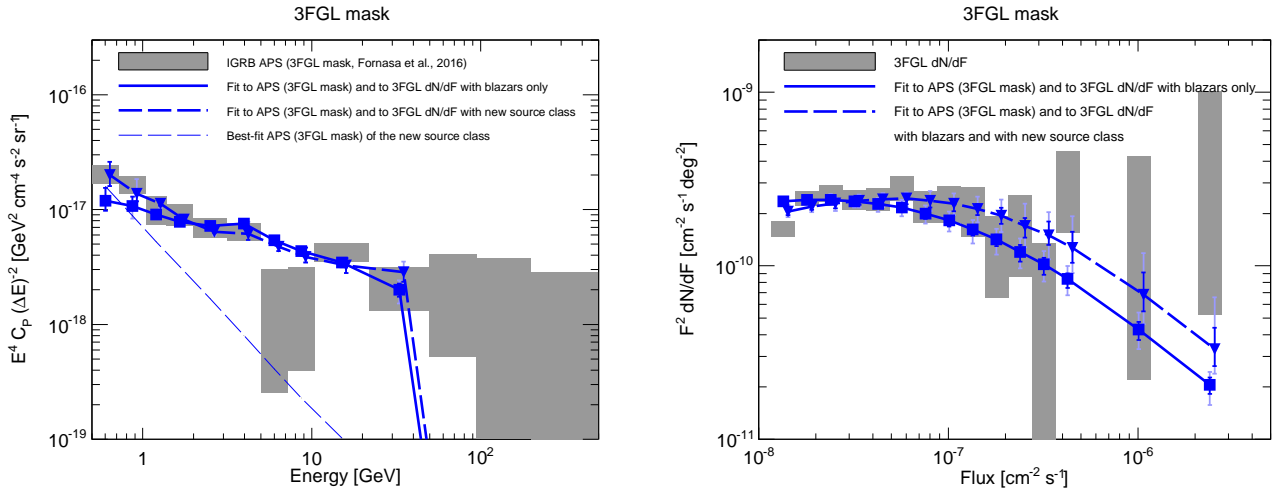 3FGL mask
IGRB APS (3FGL mask, Fornasa et al., 2016)
Fit to APS (3FGL mask) and to 3FGL dN/dF with blazars only
Fit to APS (3FGL mask) and to 3FGL dN/dF with new source class
Best-fit APS (3FGL mask) of the new source class
E⁴ C_P (ΔE)⁻² [GeV² cm⁻⁴ s⁻² sr⁻¹]
10⁻¹⁶
10⁻¹⁷
10⁻¹⁸
10⁻¹⁹
1 10 10²
Energy [GeV]
3FGL mask
3FGL dN/dF
Fit to APS (3FGL mask) and to 3FGL dN/dF with blazars only
Fit to APS (3FGL mask) and to 3FGL dN/dF
with blazars and with new source class
F² dN/dF [cm⁻² s⁻¹ deg⁻²]
10⁻⁹
10⁻¹⁰
10⁻¹¹
10⁻⁸ 10⁻⁷ 10⁻⁶
Flux [cm⁻² s⁻¹]